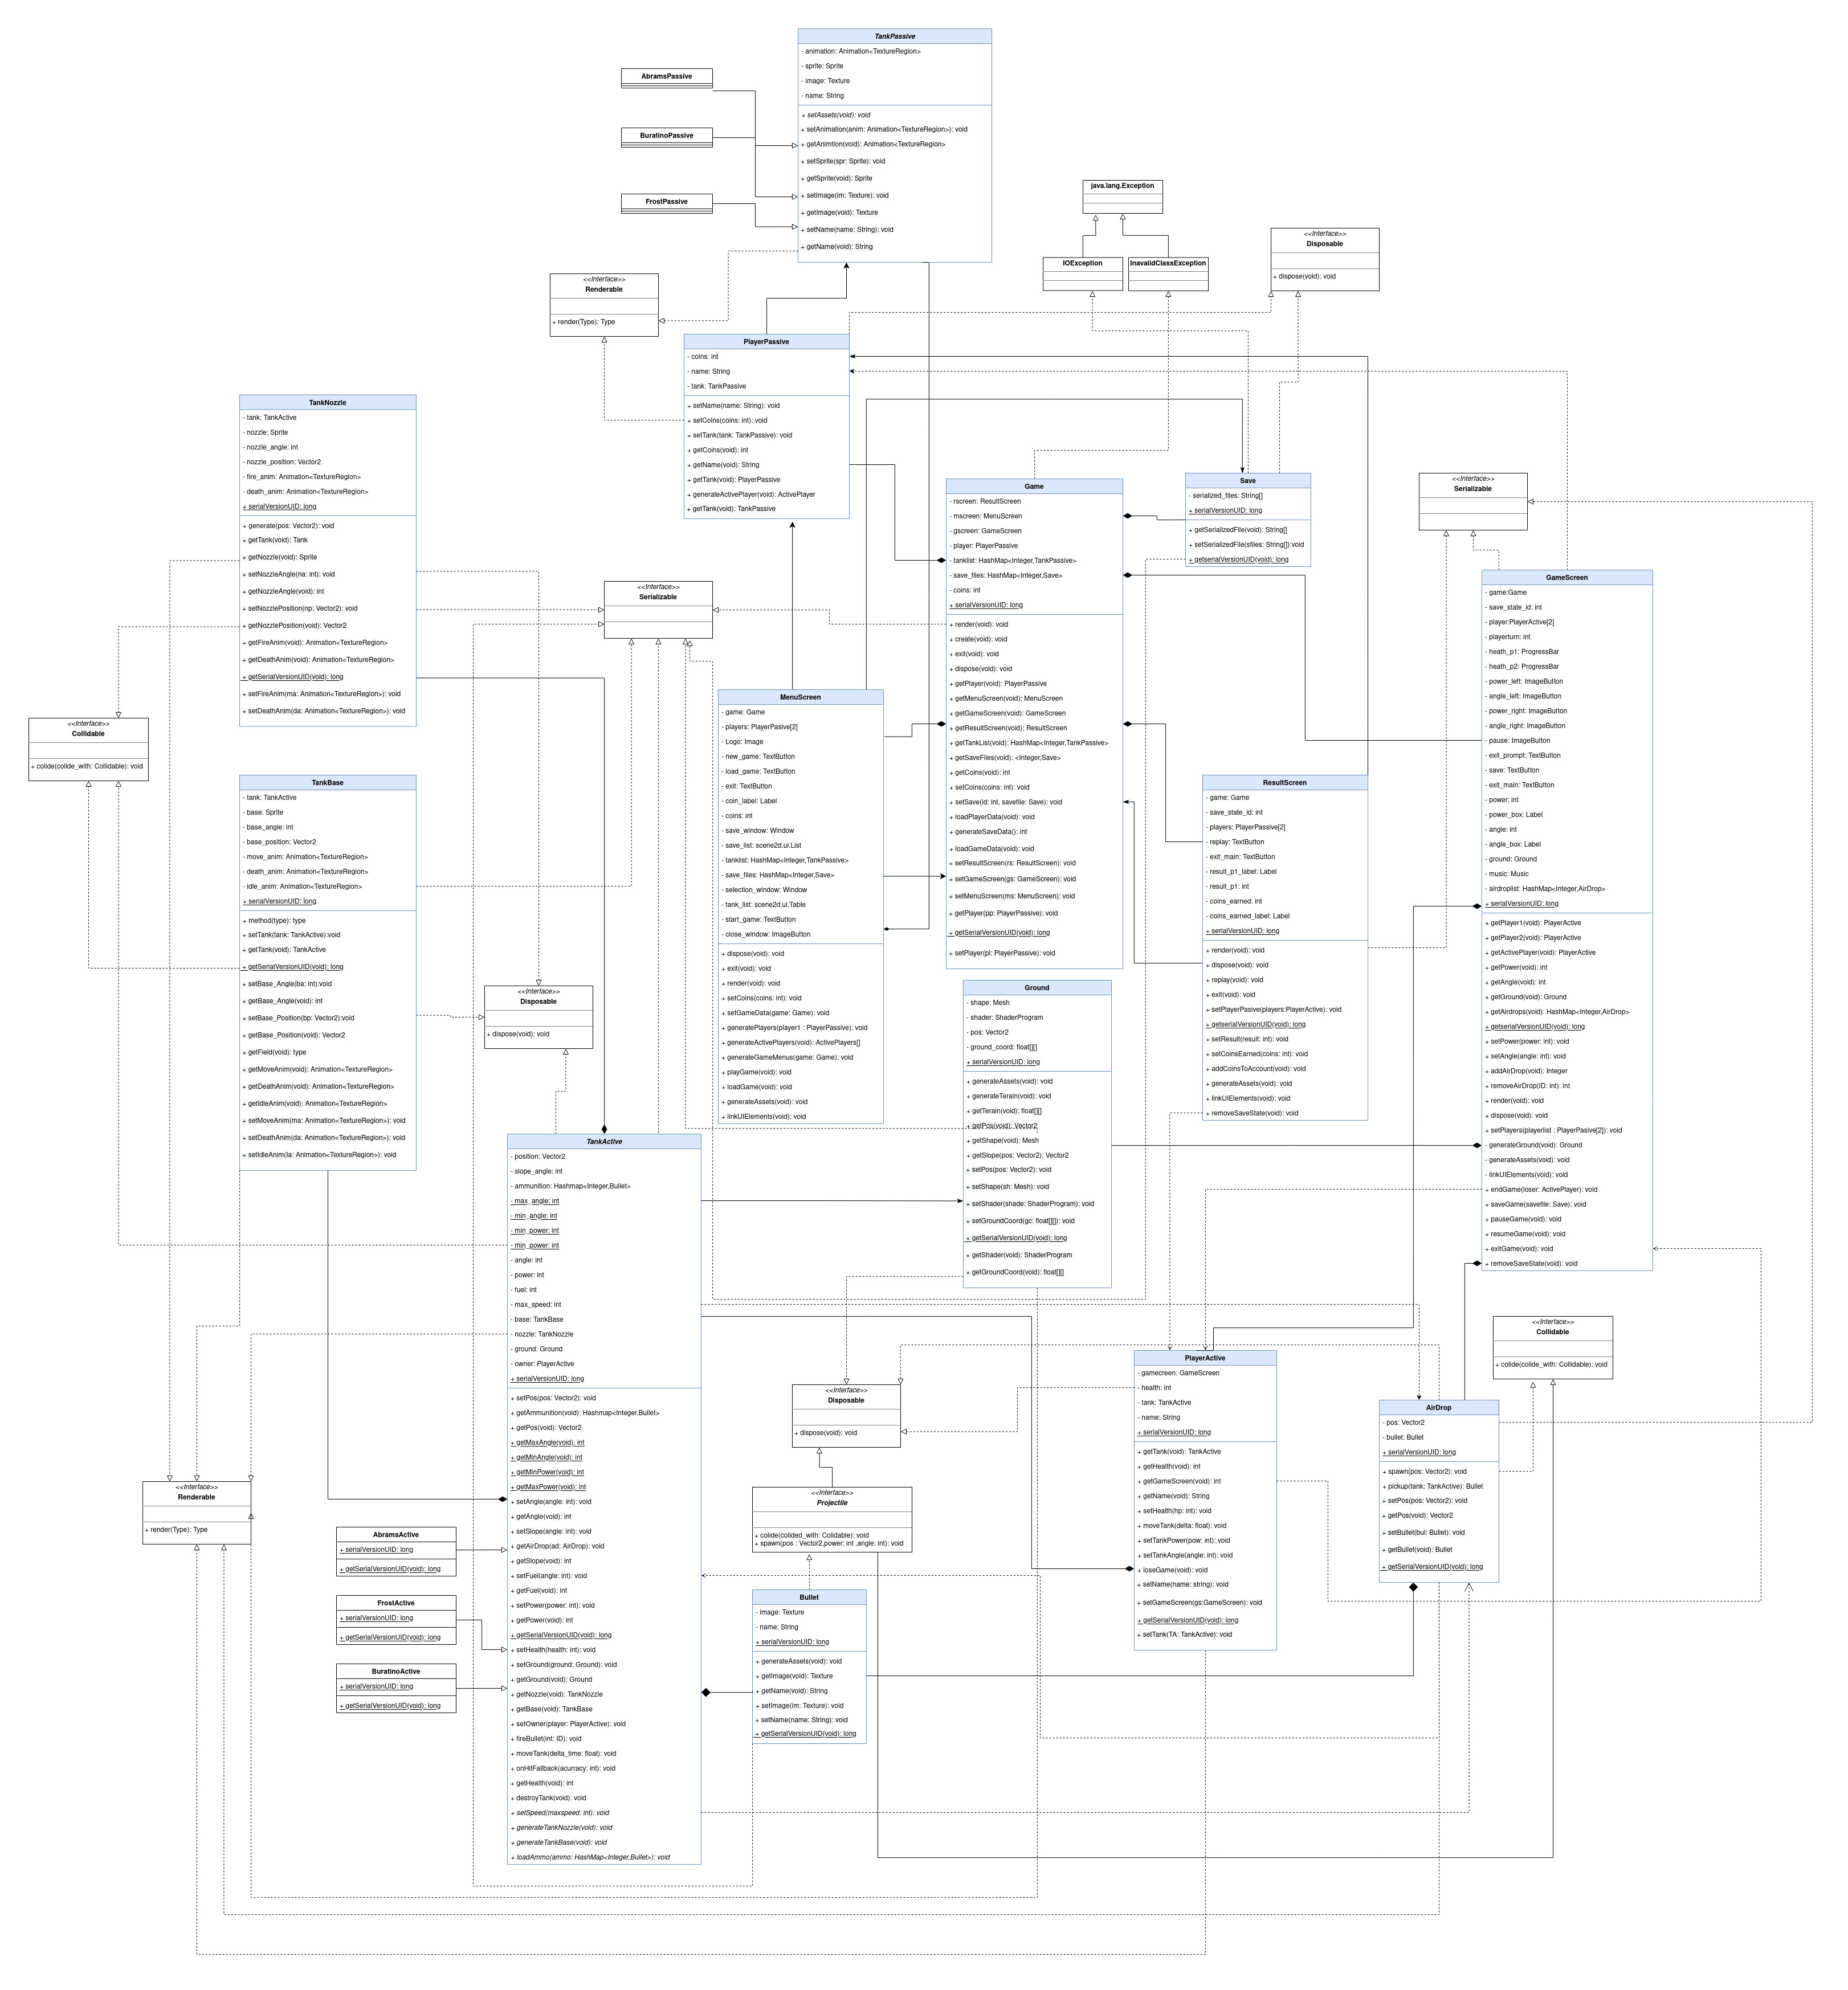 TankPassive
- animation: Animation<TextureRegion>
- sprite: Sprite
- image: Texture
- name: String
+ setAssets(void): void
+ setAnimation(anim: Animation<TextureRegion>): void
+ getAnimtion(void): Animation<TextureRegion>
+ setSprite(spr: Sprite): void
+ getSprite(void): Sprite
+ setImage(im: Texture): void
+ getImage(void): Texture
+ setName(name: String): void
+ getName(void): String
AbramsPassive
BuratinoPassive
FrostPassive
java.lang.Exception
IOException
InavalidClassException
<<Interface>>
Disposable
+ dispose(void): void
<<Interface>>
Renderable
+ render(Type): Type
PlayerPassive
- coins: int
- name: String
- tank: TankPassive
+ setName(name: String): void
+ setCoins(coins: int): void
+ setTank(tank: TankPassive): void
+ getCoins(void): int
+ getName(void): String
+ getTank(void): PlayerPassive
+ generateActivePlayer(void): ActivePlayer
+ getTank(void): TankPassive
TankNozzle
- tank: TankActive
- nozzle: Sprite
- nozzle_angle: int
- nozzle_position: Vector2
- fire_anim: Animation<TextureRegion>
- death_anim: Animation<TextureRegion>
+ serialVersionUID: long
+ generate(pos: Vector2): void
+ getTank(void): Tank
+ getNozzle(void): Sprite
+ setNozzleAngle(na: int): void
+ getNozzleAngle(void): int
+ setNozzlePosition(np: Vector2): void
+ getNozzlePosition(void): Vector2
+ getFireAnim(void): Animation<TextureRegion>
+ getDeathAnim(void): Animation<TextureRegion>
+ getSerialVersionUID(void): long
+ setFireAnim(ma: Animation<TextureRegion>): void
+ setDeathAnim(da: Animation<TextureRegion>): void
Game
- rscreen: ResultScreen
- mscreen: MenuScreen
- gscreen: GameScreen
- player: PlayerPassive
- tanklist: HashMap<Integer,TankPassive>
- save_files: HashMap<Integer,Save>
- coins: int
+ serialVersionUID: long
+ render(void): void
+ create(void): void
+ exit(void): void
+ dispose(void): void
+ getPlayer(void): PlayerPassive
+ getMenuScreen(void): MenuScreen
+ getGameScreen(void): GameScreen
+ getResultScreen(void): ResultScreen
+ getTankList(void): HashMap<Integer,TankPassive>
+ getSaveFiles(void): <Integer,Save>
+ getCoins(void): int
+ setCoins(coins: int): void
+ setSave(id: int, savefile: Save): void
+ loadPlayerData(void): void
+ generateSaveData(): int
+ loadGameData(void): void
+ setResultScreen(rs: ResultScreen): void
+ setGameScreen(gs: GameScreen): void
+ setMenuScreen(ms: MenuScreen): void
+ getPlayer(pp: PlayerPassive): void
+ getSerialVersionUID(void): long
+ setPlayer(pl: PlayerPassive): void
Save
- serialized_files: String[]
+ serialVersionUID: long
+ getSerializedFile(void): String[]
+ setSerializedFile(sfiles: String[]):void
+ getserialVersionUID(void): long
<<Interface>>
Serializable
GameScreen
- game:Game
- save_state_id: int
- player:PlayerActive[2]
- playerturn: int
- heath_p1: ProgressBar
- heath_p2: ProgressBar
- power_left: ImageButton
- angle_left: ImageButton
- power_right: ImageButton
- angle_right: ImageButton
- pause: ImageButton
- exit_prompt: TextButton
- save: TextButton
- exit_main: TextButton
- power: int
- power_box: Label
- angle: int
- angle_box: Label
- ground: Ground
- music: Music
- airdroplist: HashMap<Integer,AirDrop>
+ serialVersionUID: long
+ getPlayer1(void): PlayerActive
+ getPlayer2(void): PlayerActive
+ getActivePlayer(void): PlayerActive
+ getPower(void): int
+ getAngle(void): int
+ getGround(void): Ground
+ getAirdrops(void): HashMap<Integer,AirDrop>
+ getserialVersionUID(void): long
+ setPower(power: int): void
+ setAngle(angle: int): void
+ addAirDrop(void): Integer
+ removeAirDrop(ID: int): int
+ render(void): void
+ dispose(void): void
+ setPlayers(playerlist : PlayerPasive[2]): void
- generateGround(void): Ground
- generateAssets(void): void
- linkUIElements(void): void
+ endGame(loser: ActivePlayer): void
+ saveGame(savefile: Save): void
+ pauseGame(void): void
+ resumeGame(void): void
+ exitGame(void): void
+ removeSaveState(void): void
<<Interface>>
Serializable
MenuScreen
- game: Game
- players: PlayerPasive[2]
- Logo: Image
- new_game: TextButton
- load_game: TextButton
- exit: TextButton
- coin_label: Label
- coins: int
- save_window: Window
- save_list: scene2d.ui.List
- tanklist: HashMap<Integer,TankPassive>
- save_files: HashMap<Integer,Save>
- selection_window: Window
- tank_list: scene2d.ui.Table
- start_game: TextButton
- close_window: ImageButton
+ dispose(void): void
+ exit(void): void
+ render(void): void
+ setCoins(coins: int): void
+ setGameData(game: Game): void
+ generatePlayers(player1 : PlayerPassive): void
+ generateActivePlayers(void): ActivePlayers[]
+ generateGameMenus(game: Game): void
+ playGame(void): void
+ loadGame(void): void
+ generateAssets(void): void
+ linkUIElements(void): void
<<Interface>>
Collidable
+ colide(colide_with: Collidable): void
TankBase
- tank: TankActive
- base: Sprite
- base_angle: int
- base_position: Vector2
- move_anim: Animation<TextureRegion>
- death_anim: Animation<TextureRegion>
- idle_anim: Animation<TextureRegion>
+ serialVersionUID: long
+ method(type): type
+ setTank(tank: TankActive):void
+ getTank(void): TankActive
+ getSerialVersionUID(void): long
+ setBase_Angle(ba: int):void
+ getBase_Angle(void): int
+ setBase_Position(bp: Vector2):void
+ getBase_Position(void): Vector2
+ getField(void): type
+ getMoveAnim(void): Animation<TextureRegion>
+ getDeathAnim(void): Animation<TextureRegion>
+ getIdleAnim(void): Animation<TextureRegion>
+ setMoveAnim(ma: Animation<TextureRegion>): void
+ setDeathAnim(da: Animation<TextureRegion>): void
+ setIdleAnim(Ia: Animation<TextureRegion>): void
ResultScreen
- game: Game
- save_state_id: int
- players: PlayerPassive[2]
- replay: TextButton
- exit_main: TextButton
- result_p1_label: Label
- result_p1: int
- coins_earned: int
- coins_earned_label: Label
+ serialVersionUID: long
+ render(void): void
+ dispose(void): void
+ replay(void): void
+ exit(void): void
+ setPlayerPasive(players:PlayerActive): void
+ getserialVersionUID(void): long
+ setResult(result: int): void
+ setCoinsEarned(coins: int): void
+ addCoinsToAccount(void): void
+ generateAssets(void): void
+ linkUIElements(void): void
+ removeSaveState(void): void
<<Interface>>
Disposable
+ dispose(void): void
Ground
- shape: Mesh
- shader: ShaderProgram
- pos: Vector2
- ground_coord: float[][]
+ serialVersionUID: long
+ generateAssets(void): void
+ generateTerain(void): void
+ getTerain(void): float[][]
+ getPos(void): Vector2
+ getShape(void): Mesh
+ getSlope(pos: Vector2): Vector2
+ setPos(pos: Vector2): void
+ setShape(sh: Mesh): void
+ setShader(shade: ShaderProgram): void
+ setGroundCoord(gc: float[][]): void
+ getSerialVersionUID(void): long
+ getShader(void): ShaderProgram
+ getGroundCoord(void): float[][]
TankActive
- position: Vector2
- slope_angle: int
- ammunition: Hashmap<Integer,Bullet>
- max_angle: int
- min_angle: int
- min_power: int
- min_power: int
- angle: int
- power: int
- fuel: int
- max_speed: int
- base: TankBase
- nozzle: TankNozzle
- ground: Ground
- owner: PlayerActive
+ serialVersionUID: long
+ setPos(pos: Vector2): void
+ getAmmunition(void): Hashmap<Integer,Bullet>
+ getPos(void): Vector2
+ getMaxAngle(void): int
+ getMinAngle(void): int
+ getMinPower(void): int
+ getMaxPower(void): int
+ setAngle(angle: int): void
+ getAngle(void): int
+ setSlope(angle: int): void
+ getAirDrop(ad: AirDrop): void
+ getSlope(void): int
+ setFuel(angle: int): void
+ getFuel(void): int
+ setPower(power: int): void
+ getPower(void): int
+ getSerialVersionUID(void): long
+ setHealth(health: int): void
+ setGround(ground: Ground): void
+ getGround(void): Ground
+ getNozzle(void): TankNozzle
+ getBase(void): TankBase
+ setOwner(player: PlayerActive): void
+ fireBullet(int: ID): void
+ moveTank(delta_time: float): void
+ onHitFallback(acurracy: int): void
+ getHealth(void): int
+ destroyTank(void): void
+ setSpeed(maxspeed: int): void
+ generateTankNozzle(void): void
+ generateTankBase(void): void
+ loadAmmo(ammo: HashMap<Integer,Bullet>): void
<<Interface>>
Collidable
+ colide(colide_with: Collidable): void
PlayerActive
- gamecreen: GameScreen
- health: int
- tank: TankActive
- name: String
+ serialVersionUID: long
+ getTank(void): TankActive
+ getHealth(void): int
+ getGameScreen(void): int
+ getName(void): String
+ setHealth(hp: int): void
+ moveTank(delta: float): void
+ setTankPower(pow: int): void
+ setTankAngle(angle: int): void
+ loseGame(void): void
+ setName(name: string): void
+ setGameScreen(gs:GameScreen): void
+ getSerialVersionUID(void): long
+ setTank(TA: TankActive): void
<<Interface>>
Disposable
+ dispose(void): void
AirDrop
- pos: Vector2
- bullet: Bullet
+ serialVersionUID: long
+ spawn(pos: Vector2): void
+ pickup(tank: TankActive): Bullet
+ setPos(pos: Vector2): void
+ getPos(void): Vector2
+ setBullet(bul: Bullet): void
+ getBullet(void): Bullet
+ getSerialVersionUID(void): long
<<Interface>>
Renderable
+ render(Type): Type
<<Interface>>
Projectile
+ colide(colided_with: Colidable): void
+ spawn(pos : Vector2,power: int ,angle: int): void
AbramsActive
+ serialVersionUID: long
+ getSerialVersionUID(void): long
FrostActive
+ serialVersionUID: long
+ getSerialVersionUID(void): long
BuratinoActive
+ serialVersionUID: long
+ getSerialVersionUID(void): long
Bullet
- image: Texture
- name: String
+ serialVersionUID: long
+ generateAssets(void): void
+ getImage(void): Texture
+ getName(void): String
+ setImage(im: Texture): void
+ setName(name: String): void
+ getSerialVersionUID(void): long